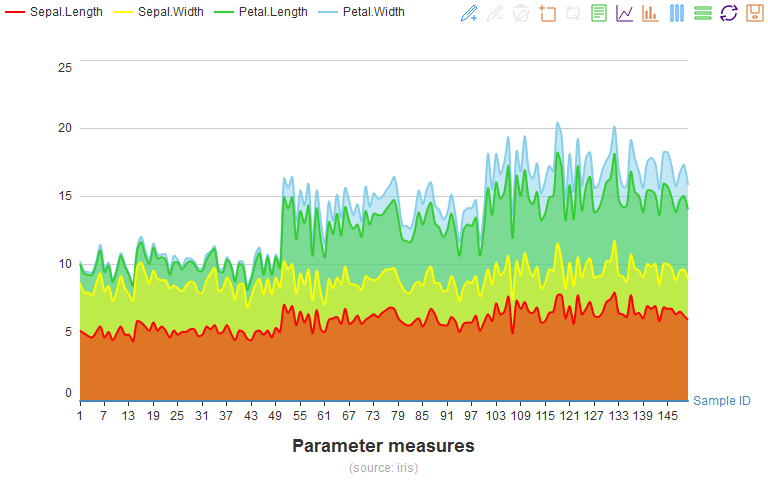 Sepal.Length Sepal.Width Petal.Length Petal.Width
25
20
15
10
5
0
Sample ID
1 7 13 19 25 31 37 43 49 55 61 67 73 79 85 91 97 103 109 115 121 127 133 139 145
Parameter measures
(source: iris)